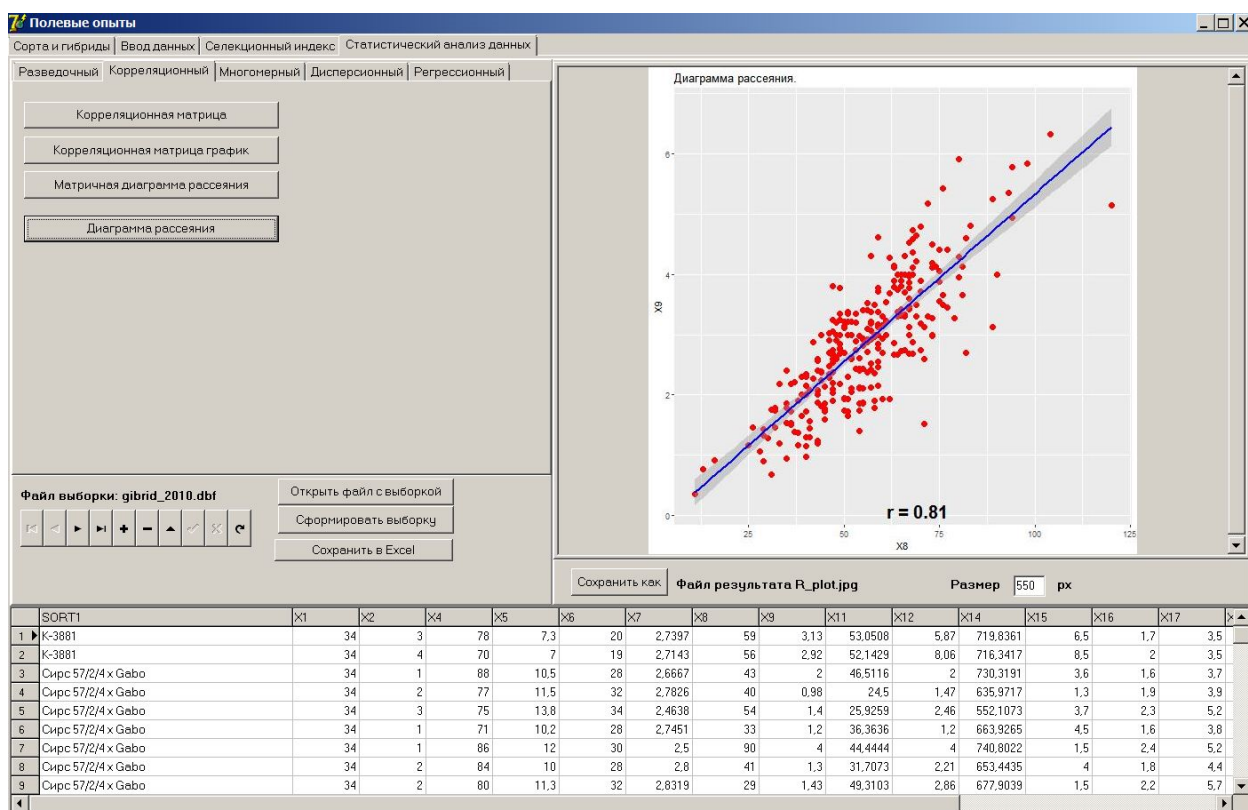 Полевые опыты
Сорта и гибриды Ввод данных Селекционный индекс Статистический анализ данных
Разведочный Корреляционный Многомерный Дисперсионный Регрессионный
Корреляционная матрица
Корреляционная матрица график
Матричная диаграмма рассеяния
Диаграмма рассеяния
Диаграмма рассеяния.
X9
6
4
2
0
r = 0.81
25 50 75 100 125
X8
Файл выборки: gibrid_2010.dbf
Открыть файл с выборкой
Сформировать выборку
Сохранить в Excel
Сохранить как Файл результата R_plot.jpg Размер 550 px
SORT1 X1 X2 X4 X5 X6 X7 X8 X9 X11 X12 X14 X15 X16 X17
1 К-3881 34 3 78 7,3 20 2,7397 59 3,13 53,0508 5,87 719,8361 6,5 1,7 3,5
2 К-3881 34 4 70 7 19 2,7143 56 2,92 52,1429 8,06 716,3417 8,5 2 3,5
3 Сирс 57/2/4 x Gabo 34 1 88 10,5 28 2,6667 43 2 46,5116 2 730,3191 3,6 1,6 3,7
4 Сирс 57/2/4 x Gabo 34 2 77 11,5 32 2,7826 40 0,98 24,5 1,47 635,9717 1,3 1,9 3,9
5 Сирс 57/2/4 x Gabo 34 3 75 13,8 34 2,4638 54 1,4 25,9259 2,46 552,1073 3,7 2,3 5,2
6 Сирс 57/2/4 x Gabo 34 1 71 10,2 28 2,7451 33 1,2 36,3636 1,2 663,9265 4,5 1,6 3,8
7 Сирс 57/2/4 x Gabo 34 1 86 12 30 2,5 90 4 44,4444 4 740,8022 1,5 2,4 5,2
8 Сирс 57/2/4 x Gabo 34 2 84 10 28 2,8 41 1,3 31,7073 2,21 653,4435 4 1,8 4,4
9 Сирс 57/2/4 x Gabo 34 2 80 11,3 32 2,8319 29 1,43 49,3103 2,86 677,9039 1,5 2,2 5,7